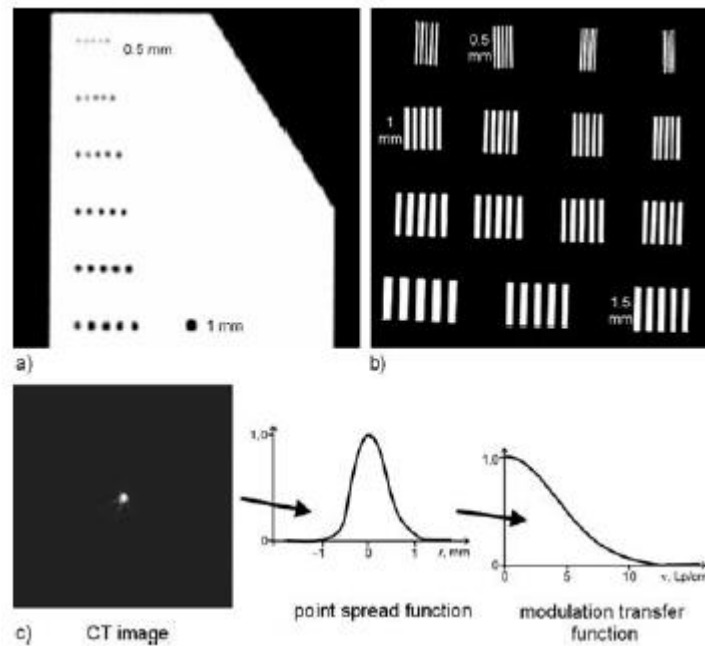 0.5 mm
1 mm
a)
0.5
mm
1
mm
1.5
mm
b)
1,0
0
-1 0 1 r, mm
point spread function
1,0
0
0 5 10 ν, Lp/cm
modulation transfer
function
c) CT image